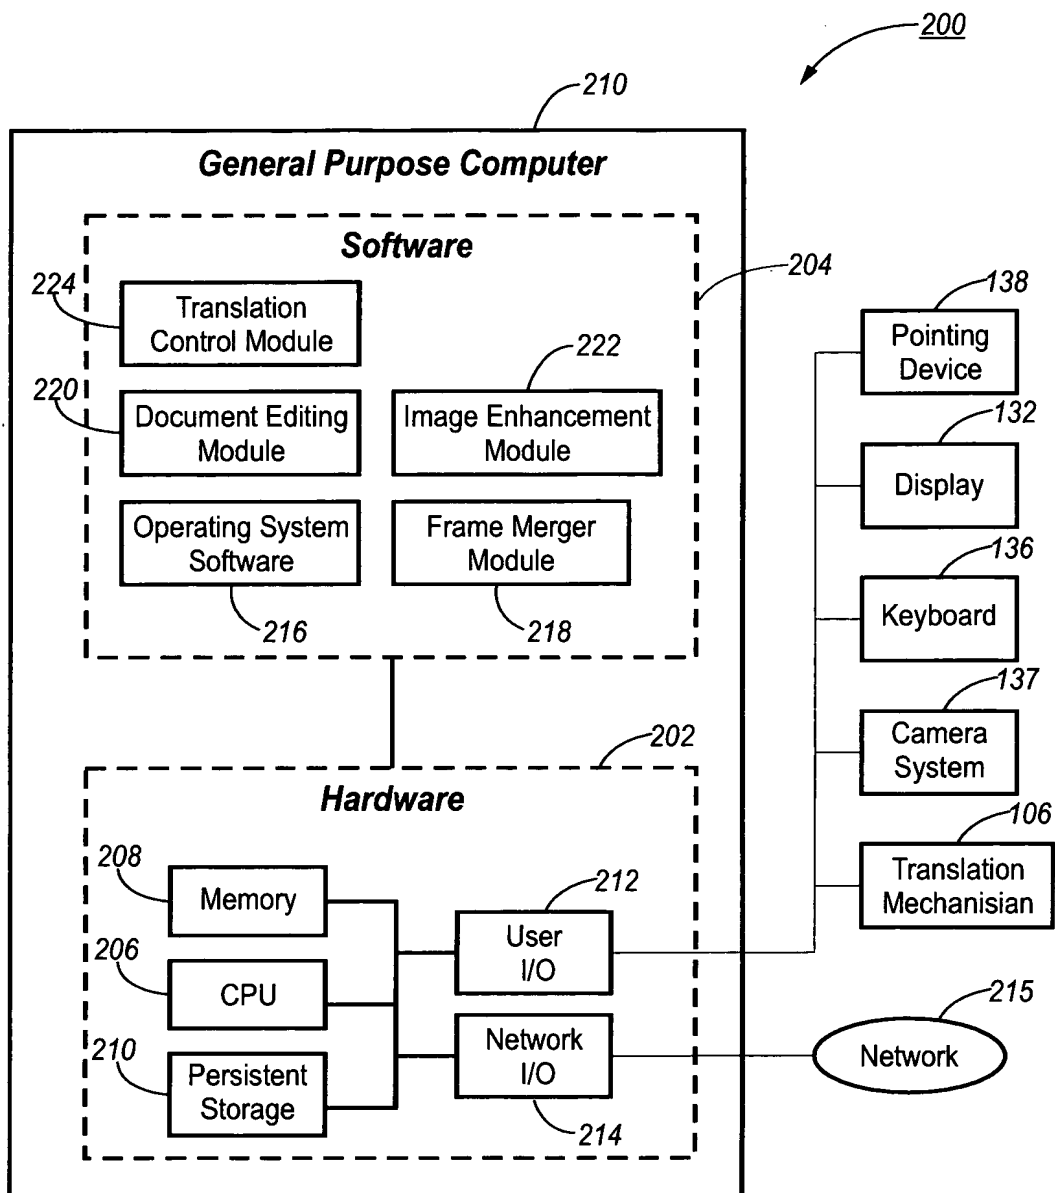 200
210
General Purpose Computer
Software
204
224
Translation
Control Module
138
Pointing
Device
222
220
Document Editing
Module
Image Enhancement
Module
132
Display
Operating System
Software
Frame Merger
Module
136
Keyboard
216
218
137
Camera
System
202
Hardware
106
Translation
Mechanisian
208
Memory
212
User
I/O
206
CPU
215
Network
210
Persistent
Storage
Network
I/O
214